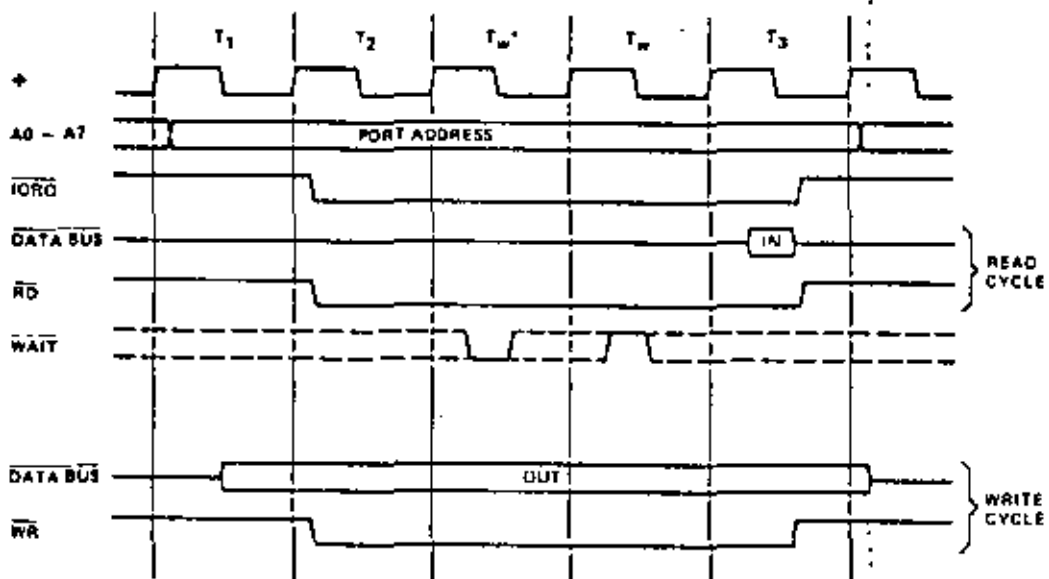 T1 T2 Tw* Tw T3
Φ
A0 – A7 PORT ADDRESS
IORQ
DATA BUS IN
RD
READ
CYCLE
WAIT
DATA BUS OUT
WR
WRITE
CYCLE